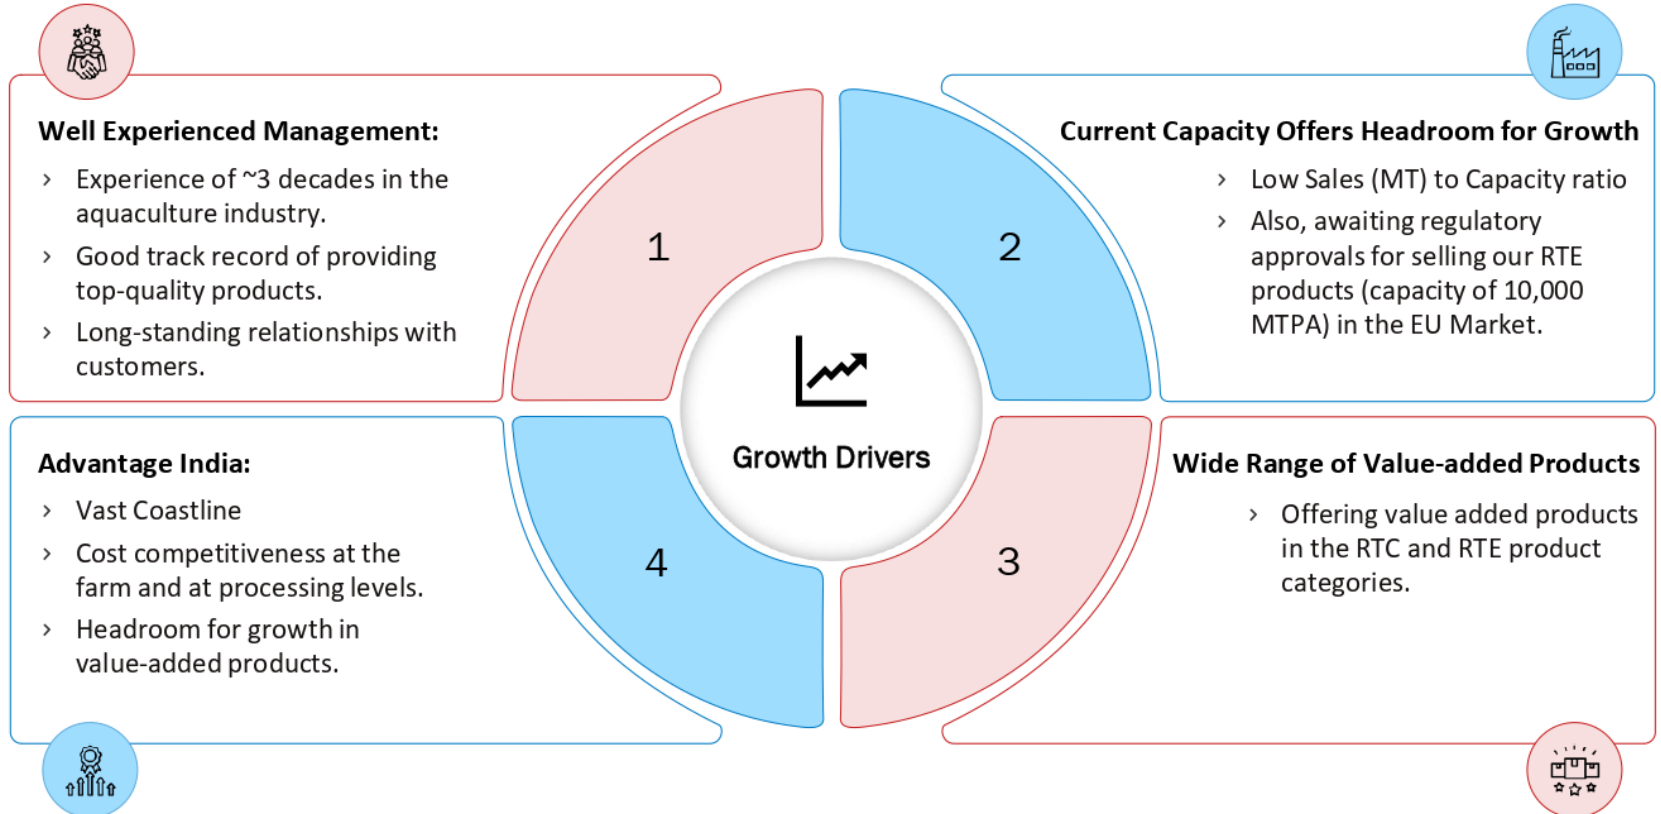 Well Experienced Management:
› Experience of ~3 decades in the
aquaculture industry.
› Good track record of providing
top-quality products.
› Long-standing relationships with
customers.
1
Current Capacity Offers Headroom for Growth
› Low Sales (MT) to Capacity ratio
› Also, awaiting regulatory
approvals for selling our RTE
products (capacity of 10,000
MTPA) in the EU Market.
2
Growth Drivers
Advantage India:
› Vast Coastline
› Cost competitiveness at the
farm and at processing levels.
› Headroom for growth in
value-added products.
4
Wide Range of Value-added Products
› Offering value added products
in the RTC and RTE product
categories.
3